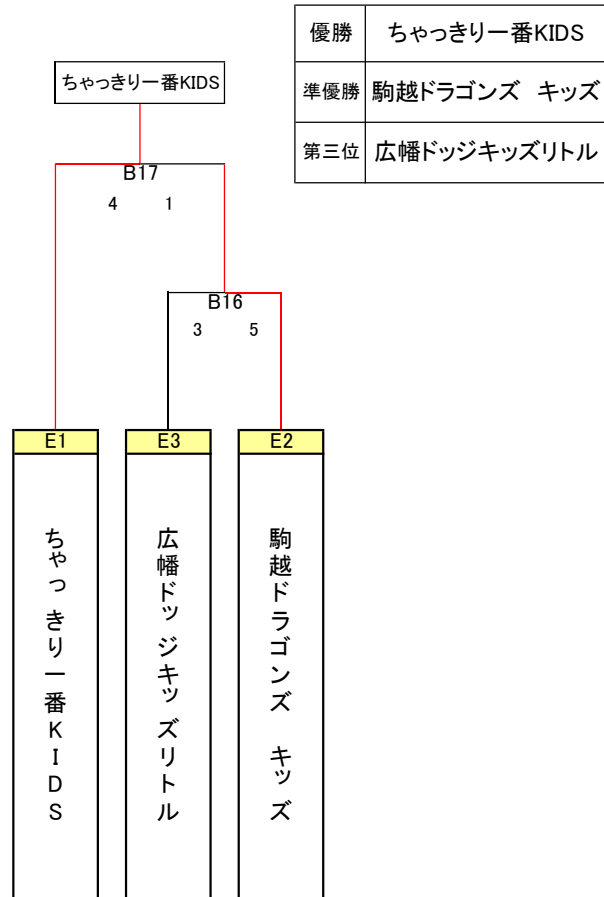 優勝 ちゃっきり一番KIDS
準優勝 駒越ドラゴンズ　キッズ
第三位 広幡ドッジキッズリトル
ちゃっきり一番KIDS
B17
4 1
B16
3 5
E1 E3 E2
ちゃっきり一番KIDS
広幡ドッジキッズリトル
駒越ドラゴンズ　キッズ